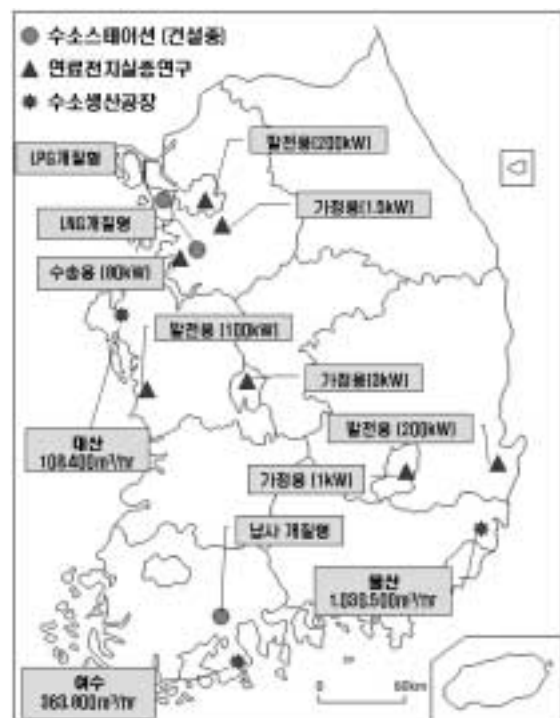 수소스테이션 (건설중)
연료전지실증연구
수소생산공장
발전용(200kW)
LPG개질형
가정용(1.5kW)
LNG개질형
수송용 (80kW)
발전용 (100kW)
가정용(3kW)
발전용 (200kW)
대산
108,400m³/hr
가정용 (1kW)
납사 개질형
울산
1,030,500m³/hr
여수
363,800m³/hr
0 60km